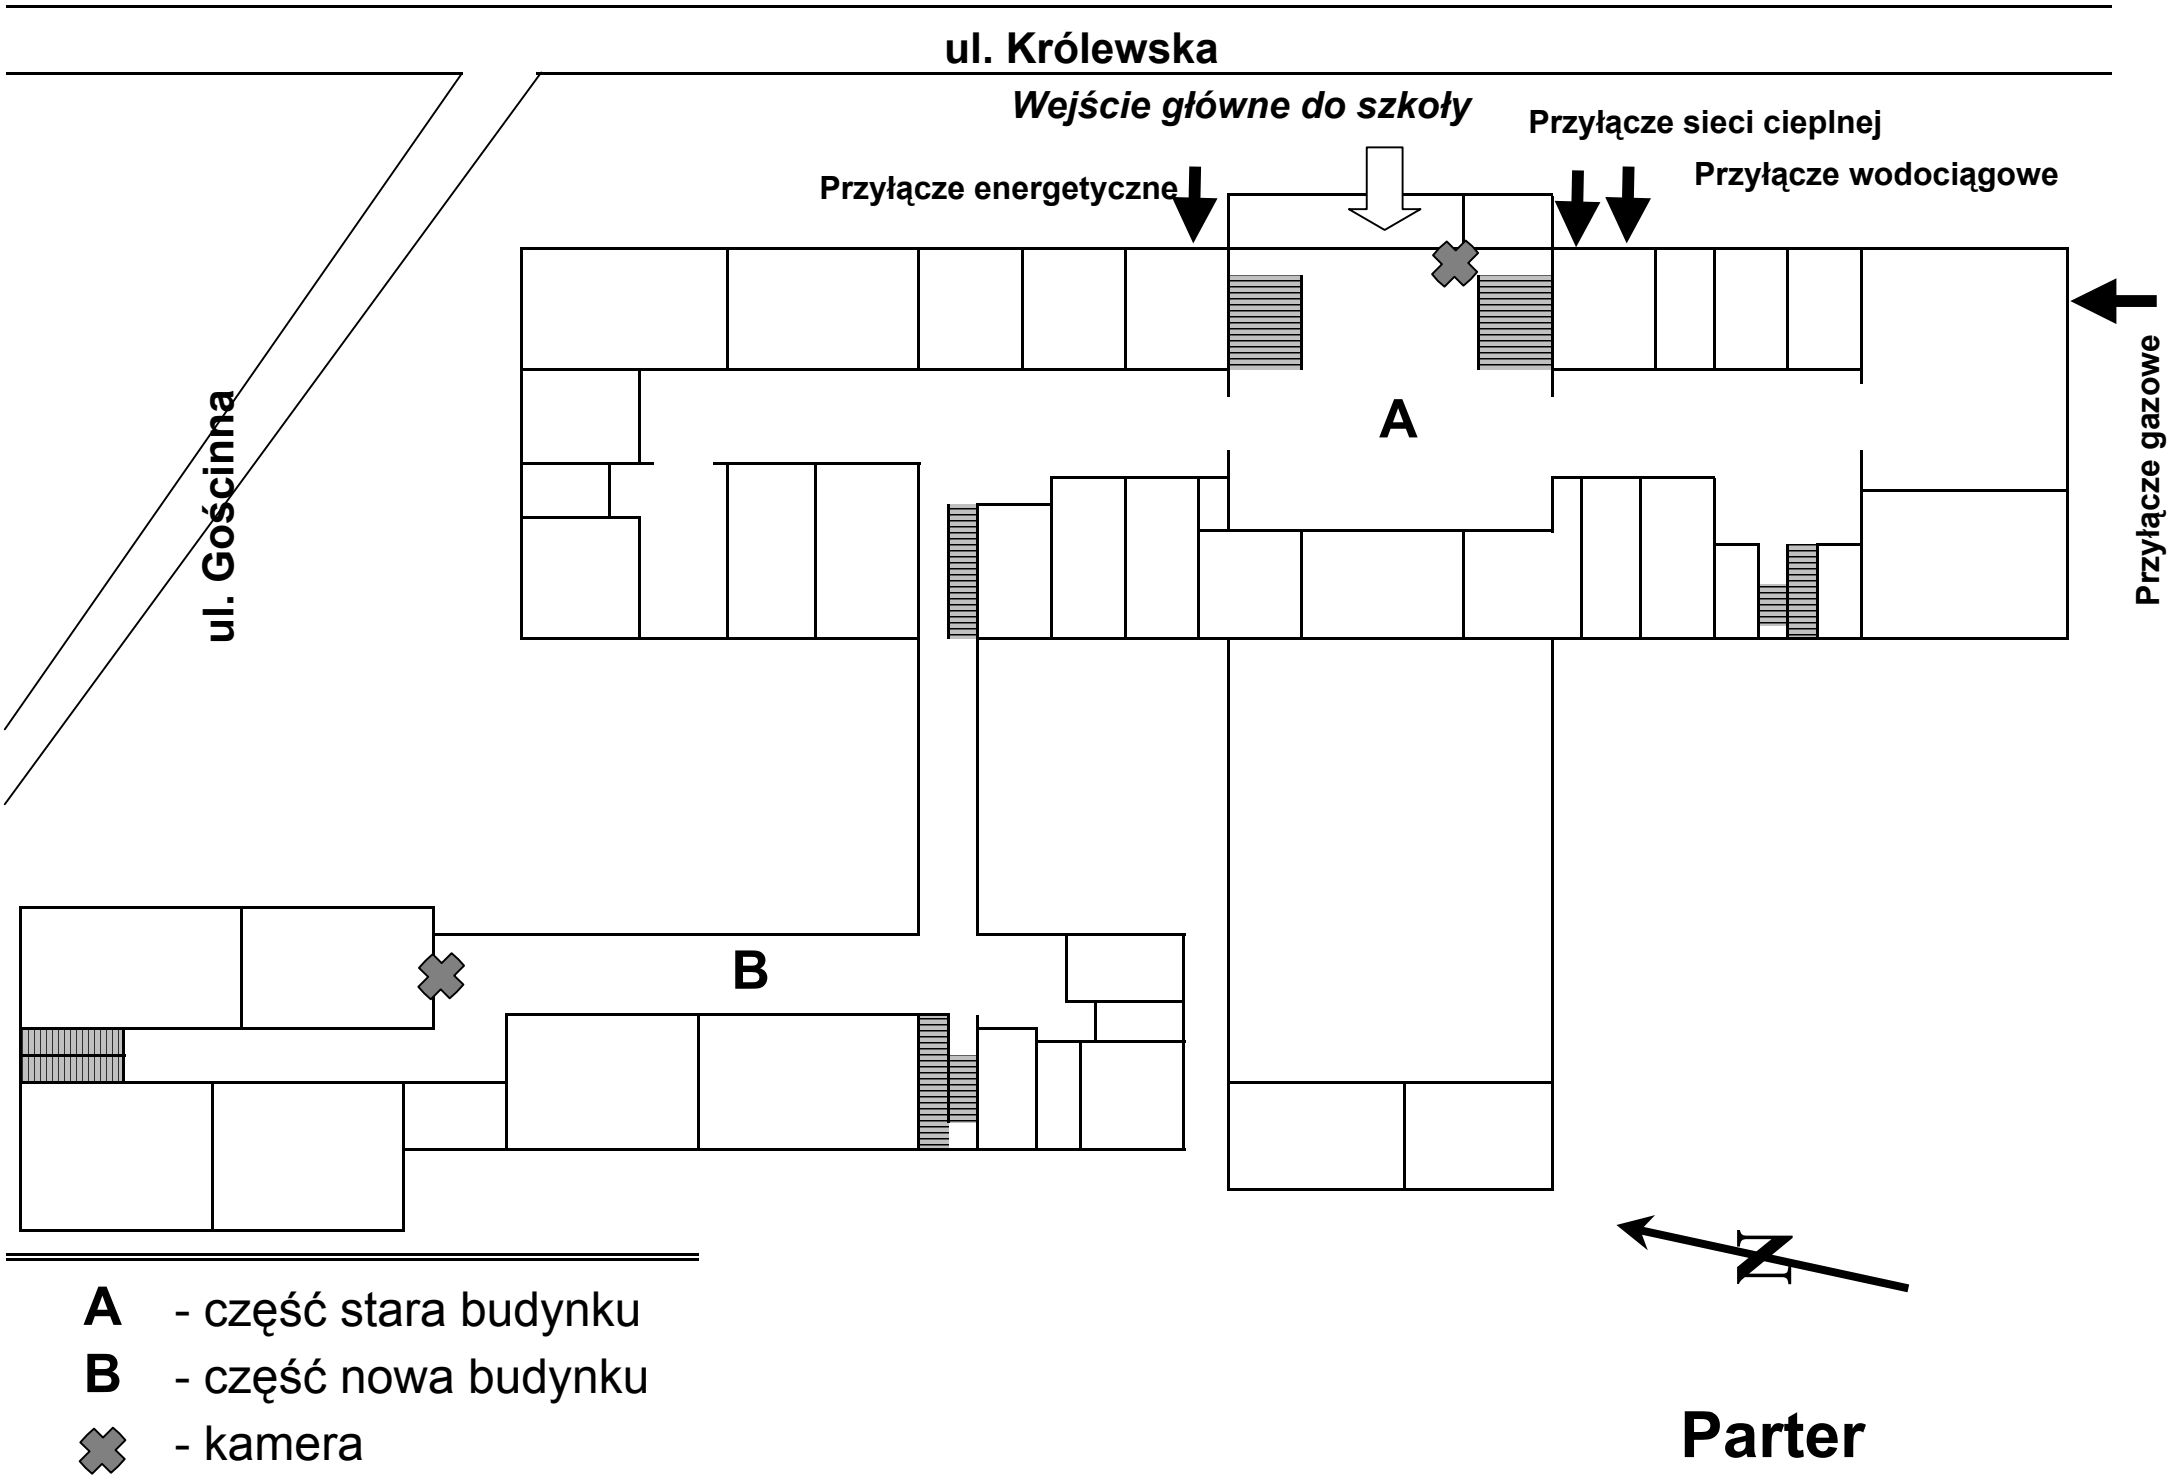 ul. Królewska
Wejście główne do szkoły
Przyłącze sieci cieplnej
Przyłącze energetyczne
Przyłącze wodociągowe
Przyłącze gazowe
ul. Gościnna
A
B
N
A - część stara budynku
B - część nowa budynku
- kamera
Parter